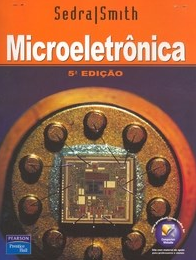 Sedra|Smith
Microeletrônica
5ª EDIÇÃO
PEARSON
Prentice
Hall